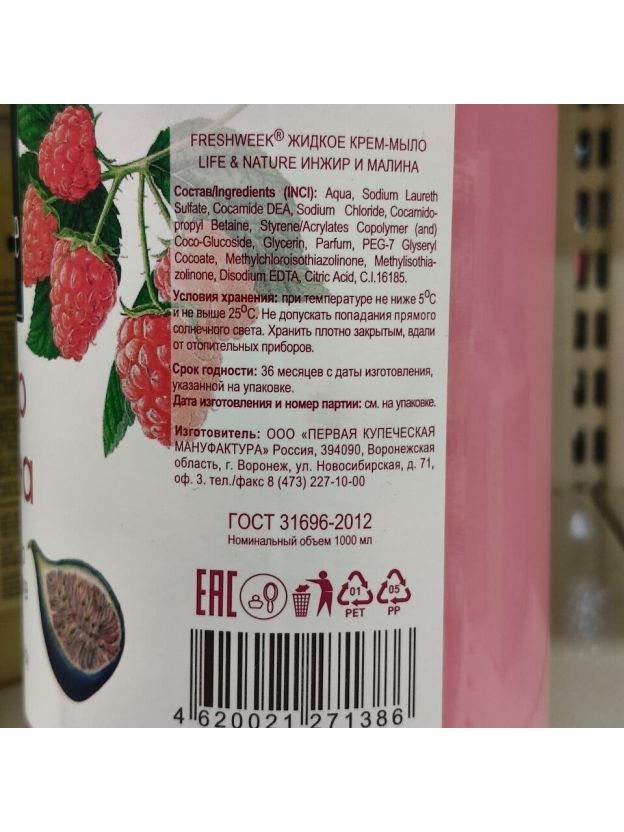 FRESHWEEK® ЖИДКОЕ КРЕМ-МЫЛО
LIFE & NATURE ИНЖИР И МАЛИНА
Состав/Ingredients (INCI): Aqua, Sodium Laureth
Sulfate, Cocamide DEA, Sodium Chloride, Cocamido-
propyl Betaine, Styrene/Acrylates Copolymer (and)
Coco-Glucoside, Glycerin, Parfum, PEG-7 Glyseryl
Cocoate, Methylchloroisothiazolinone, Methylisothia-
zolinone, Disodium EDTA, Citric Acid, C.I.16185.
Условия хранения: при температуре не ниже 5⁰С
и не выше 25⁰С. Не допускать попадания прямого
солнечного света. Хранить плотно закрытым, вдали
от отопительных приборов.
Срок годности: 36 месяцев с даты изготовления,
указанной на упаковке.
Дата изготовления и номер партии: см. на упаковке.
Изготовитель: ООО «ПЕРВАЯ КУПЕЧЕСКАЯ
МАНУФАКТУРА» Россия, 394090, Воронежская
область, г. Воронеж, ул. Новосибирская, д. 71,
оф. 3. тел./факс 8 (473) 227-10-00
ГОСТ 31696-2012
Номинальный объем 1000 мл
EAC
01 05
PET PP
4 620021 271386